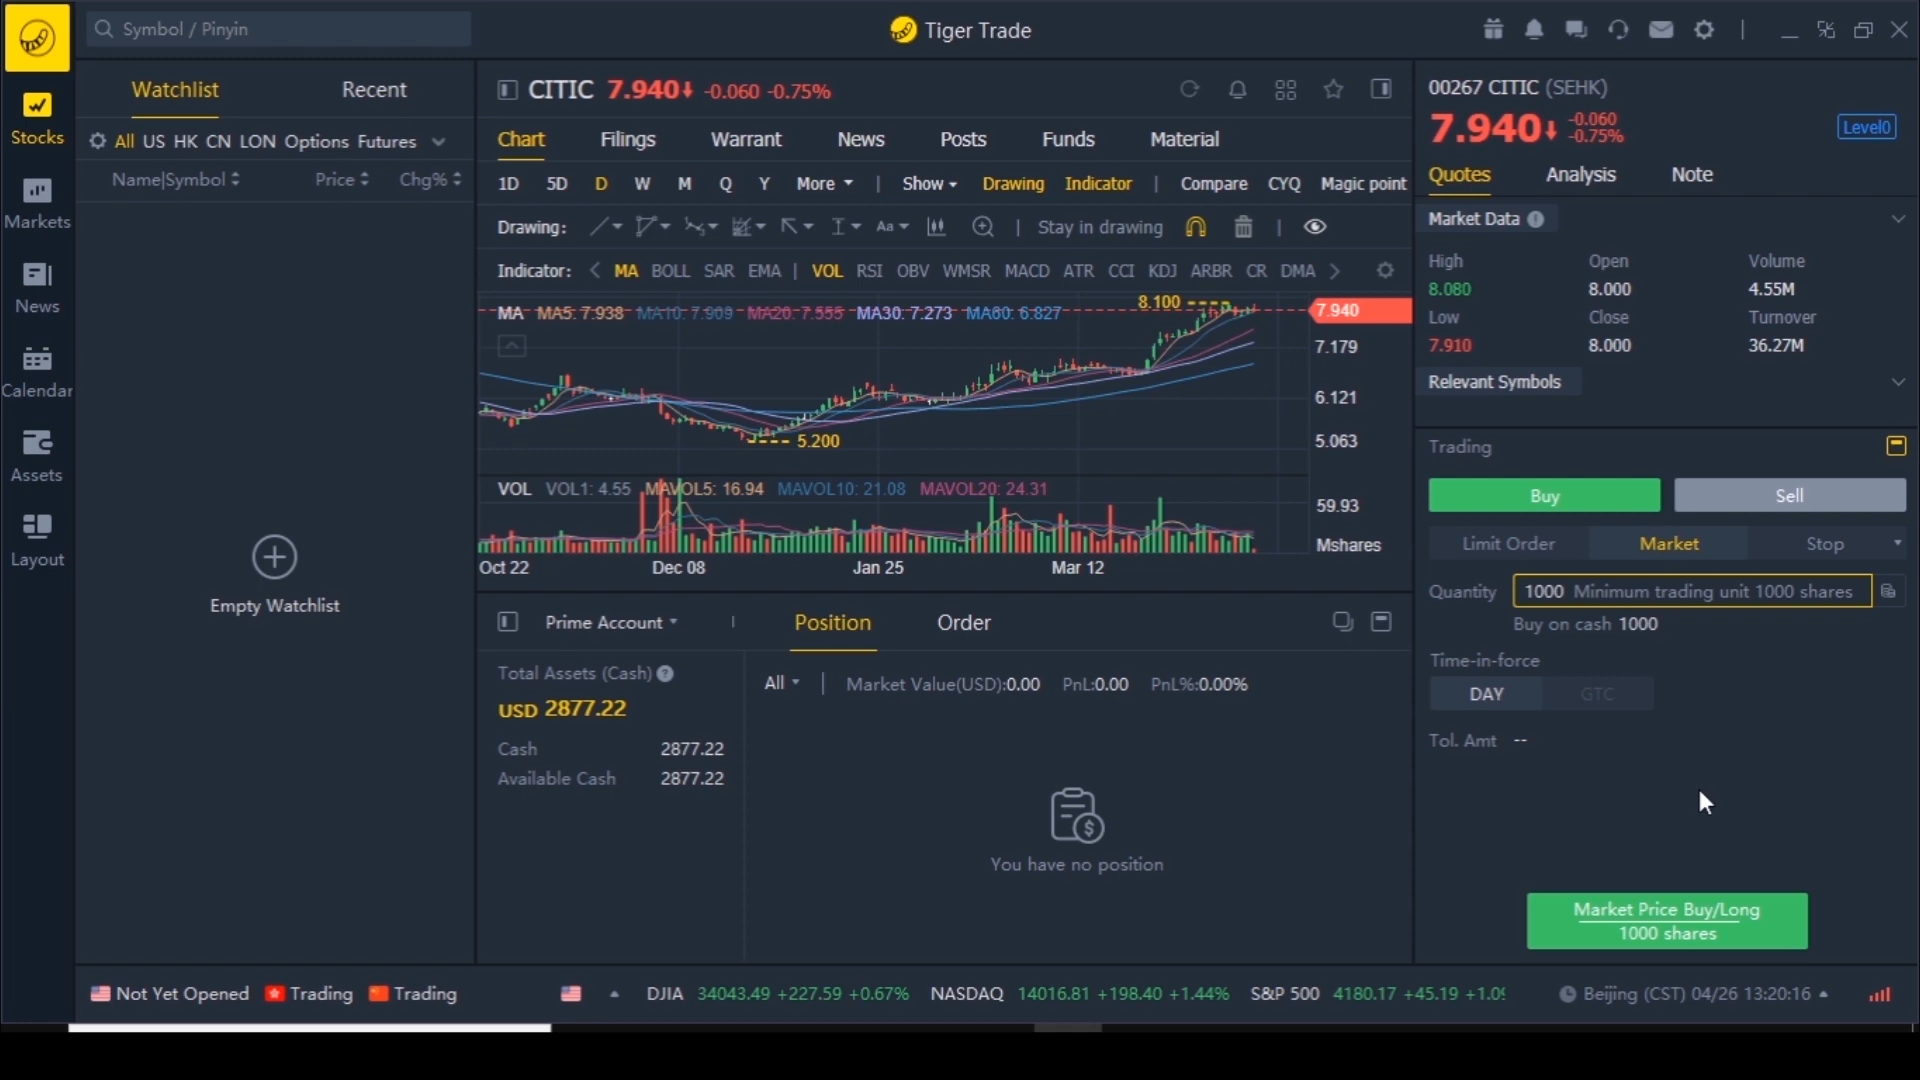 Symbol / Pinyin
Tiger Trade
Stocks
Markets
News
Calendar
Assets
Layout
Watchlist Recent
All US HK CN LON Options Futures
Name|Symbol Price Chg%
Empty Watchlist
CITIC 7.940 -0.060 -0.75%
Chart Filings Warrant News Posts Funds Material
1D 5D D W M Q Y More | Show Drawing Indicator | Compare CYQ Magic point
Drawing: Aa | Stay in drawing |
Indicator: MA BOLL SAR EMA | VOL RSI OBV WMSR MACD ATR CCI KDJ ARBR CR DMA
MA MA5: 7.938 MA10: 7.909 MA20: 7.555 MA30: 7.273 MA60: 6.827
8.100
7.940
7.179
6.121
5.063
5.200
VOL VOL1: 4.55 MAVOL5: 16.94 MAVOL10: 21.08 MAVOL20: 24.31
59.93
Mshares
Oct 22 Dec 08 Jan 25 Mar 12
Prime Account Position Order
Total Assets (Cash)
USD 2877.22
Cash 2877.22
Available Cash 2877.22
All | Market Value(USD):0.00 PnL:0.00 PnL%:0.00%
You have no position
00267 CITIC (SEHK)
7.940 -0.060
-0.75%
Level0
Quotes Analysis Note
Market Data
High Open Volume
8.080 8.000 4.55M
Low Close Turnover
7.910 8.000 36.27M
Relevant Symbols
Trading
Buy Sell
Limit Order Market Stop
Quantity 1000 Minimum trading unit 1000 shares
Buy on cash 1000
Time-in-force
DAY GTC
Tol. Amt --
Market Price Buy/Long
1000 shares
Not Yet Opened Trading Trading
DJIA 34043.49 +227.59 +0.67% NASDAQ 14016.81 +198.40 +1.44% S&P 500 4180.17 +45.19 +1.09
Beijing (CST) 04/26 13:20:16